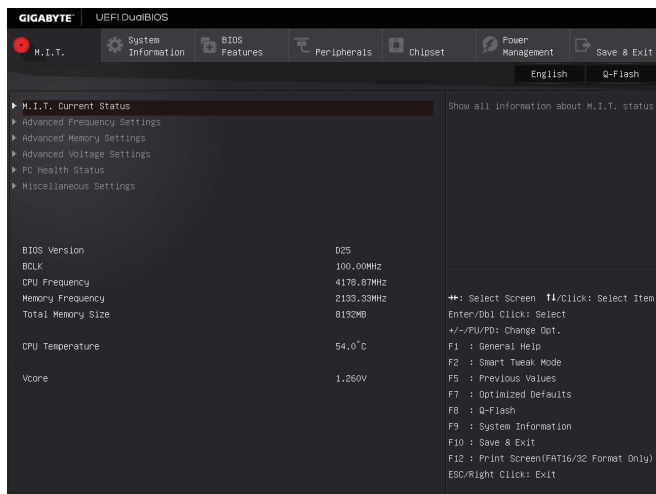 GIGABYTE™ UEFI DualBIOS
M.I.T.
System Information
BIOS Features
Peripherals
Chipset
Power Management
Save & Exit
English Q-Flash
M.I.T. Current Status
Advanced Frequency Settings
Advanced Memory Settings
Advanced Voltage Settings
PC Health Status
Miscellaneous Settings
Show all information about M.I.T. status
BIOS Version D25
BCLK 100.00MHz
CPU Frequency 4178.87MHz
Memory Frequency 2133.33MHz
Total Memory Size 8192MB
CPU Temperature 54.0°C
Vcore 1.260V
→←: Select Screen ↑↓/Click: Select Item
Enter/Dbl Click: Select
+/-/PU/PD: Change Opt.
F1 : General Help
F2 : Smart Tweak Mode
F5 : Previous Values
F7 : Optimized Defaults
F8 : Q-Flash
F9 : System Information
F10 : Save & Exit
F12 : Print Screen(FAT16/32 Format Only)
ESC/Right Click: Exit